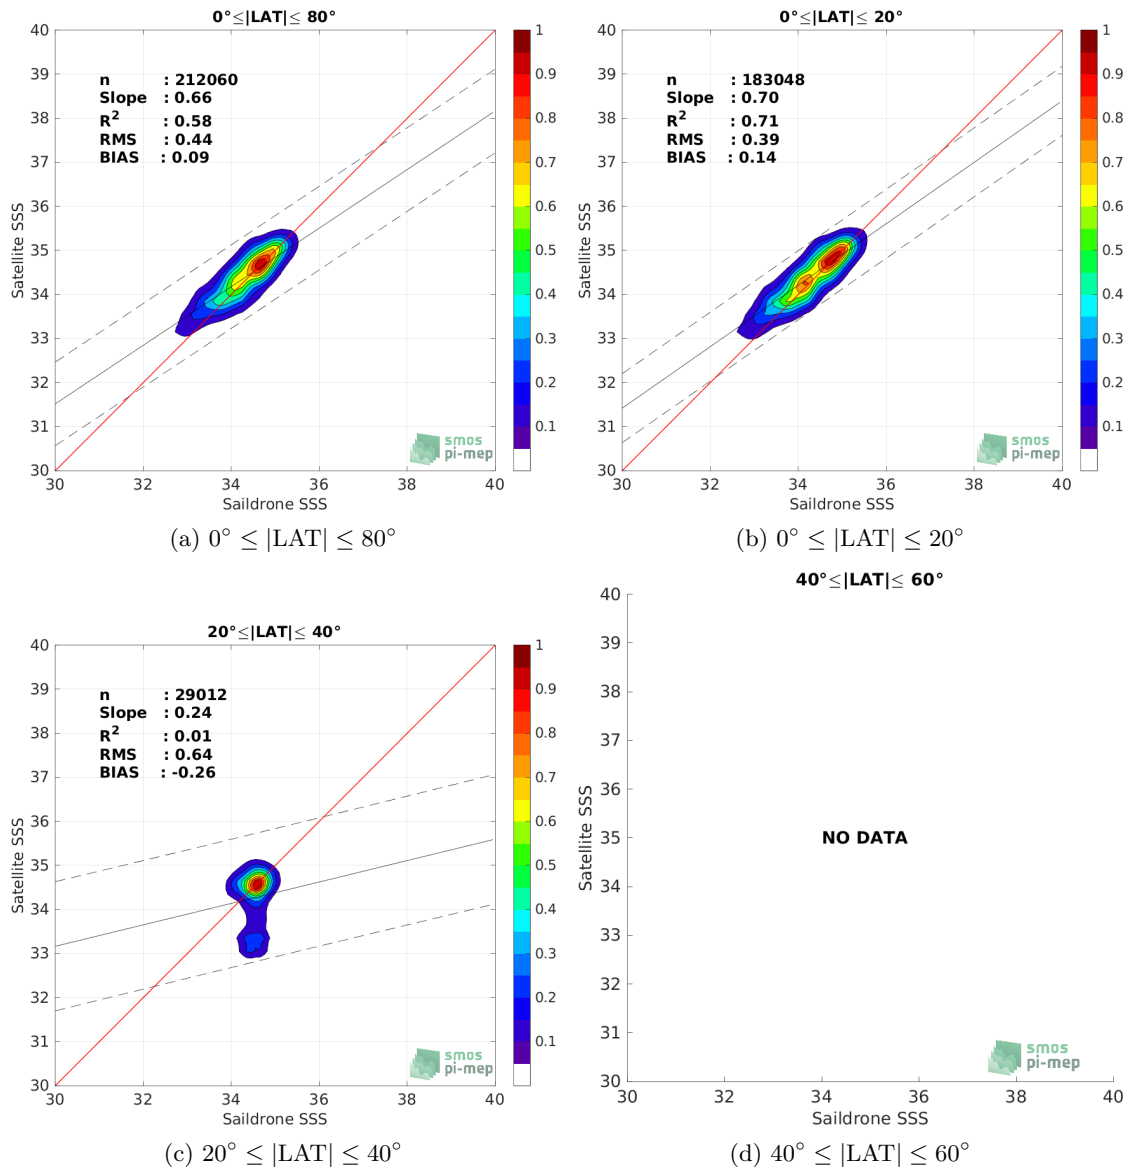 0°≤|LAT|≤ 80°
40
39
38
37
36
35
34
33
32
31
30
30
32
34
36
38
40
Satellite SSS
Saildrone SSS
n : 212060
Slope : 0.66
R² : 0.58
RMS : 0.44
BIAS : 0.09
1
0.9
0.8
0.7
0.6
0.5
0.4
0.3
0.2
0.1
smos
pi-mep
(a) 0° ≤ |LAT| ≤ 80°
0°≤|LAT|≤ 20°
40
39
38
37
36
35
34
33
32
31
30
30
32
34
36
38
40
Satellite SSS
Saildrone SSS
n : 183048
Slope : 0.70
R² : 0.71
RMS : 0.39
BIAS : 0.14
1
0.9
0.8
0.7
0.6
0.5
0.4
0.3
0.2
0.1
smos
pi-mep
(b) 0° ≤ |LAT| ≤ 20°
20°≤|LAT|≤ 40°
40
39
38
37
36
35
34
33
32
31
30
30
32
34
36
38
40
Satellite SSS
Saildrone SSS
n : 29012
Slope : 0.24
R² : 0.01
RMS : 0.64
BIAS : -0.26
1
0.9
0.8
0.7
0.6
0.5
0.4
0.3
0.2
0.1
smos
pi-mep
(c) 20° ≤ |LAT| ≤ 40°
40°≤|LAT|≤ 60°
40
39
38
37
36
35
34
33
32
31
30
30
32
34
36
38
40
Satellite SSS
Saildrone SSS
NO DATA
smos
pi-mep
(d) 40° ≤ |LAT| ≤ 60°